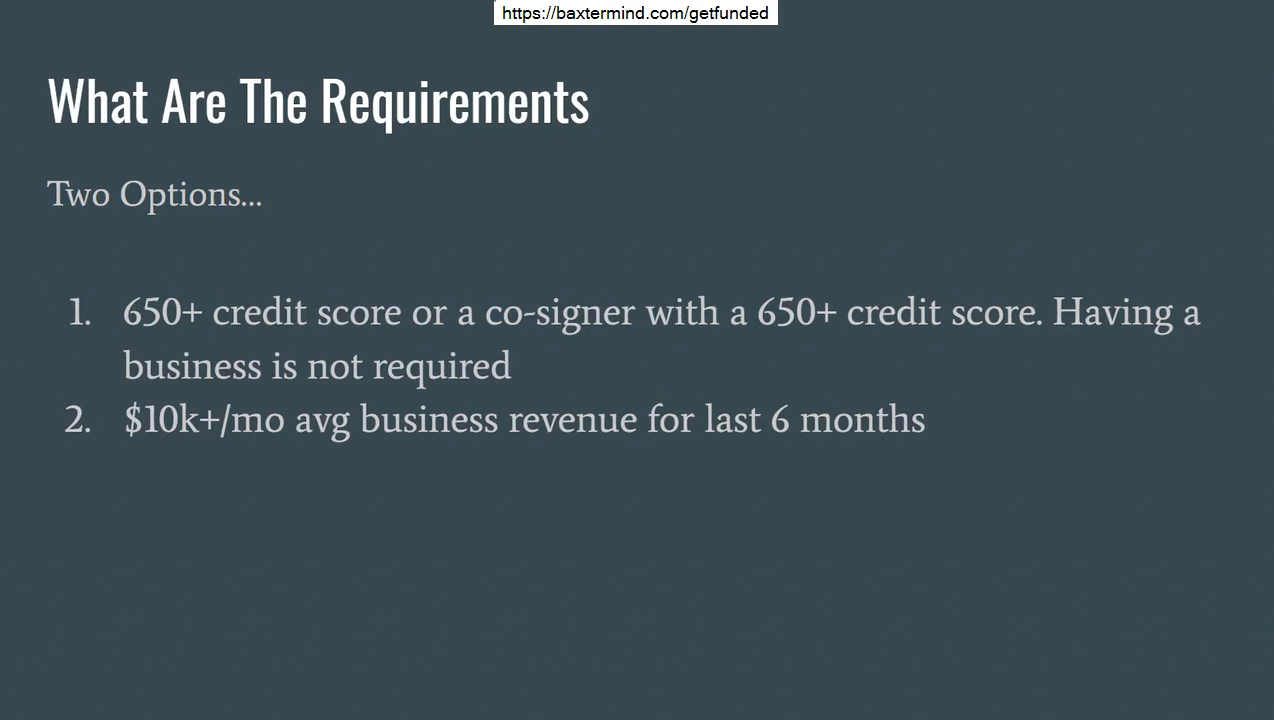 https://baxtermind.com/getfunded
What Are The Requirements
Two Options...
1. 650+ credit score or a co-signer with a 650+ credit score. Having a
business is not required
2. $10k+/mo avg business revenue for last 6 months